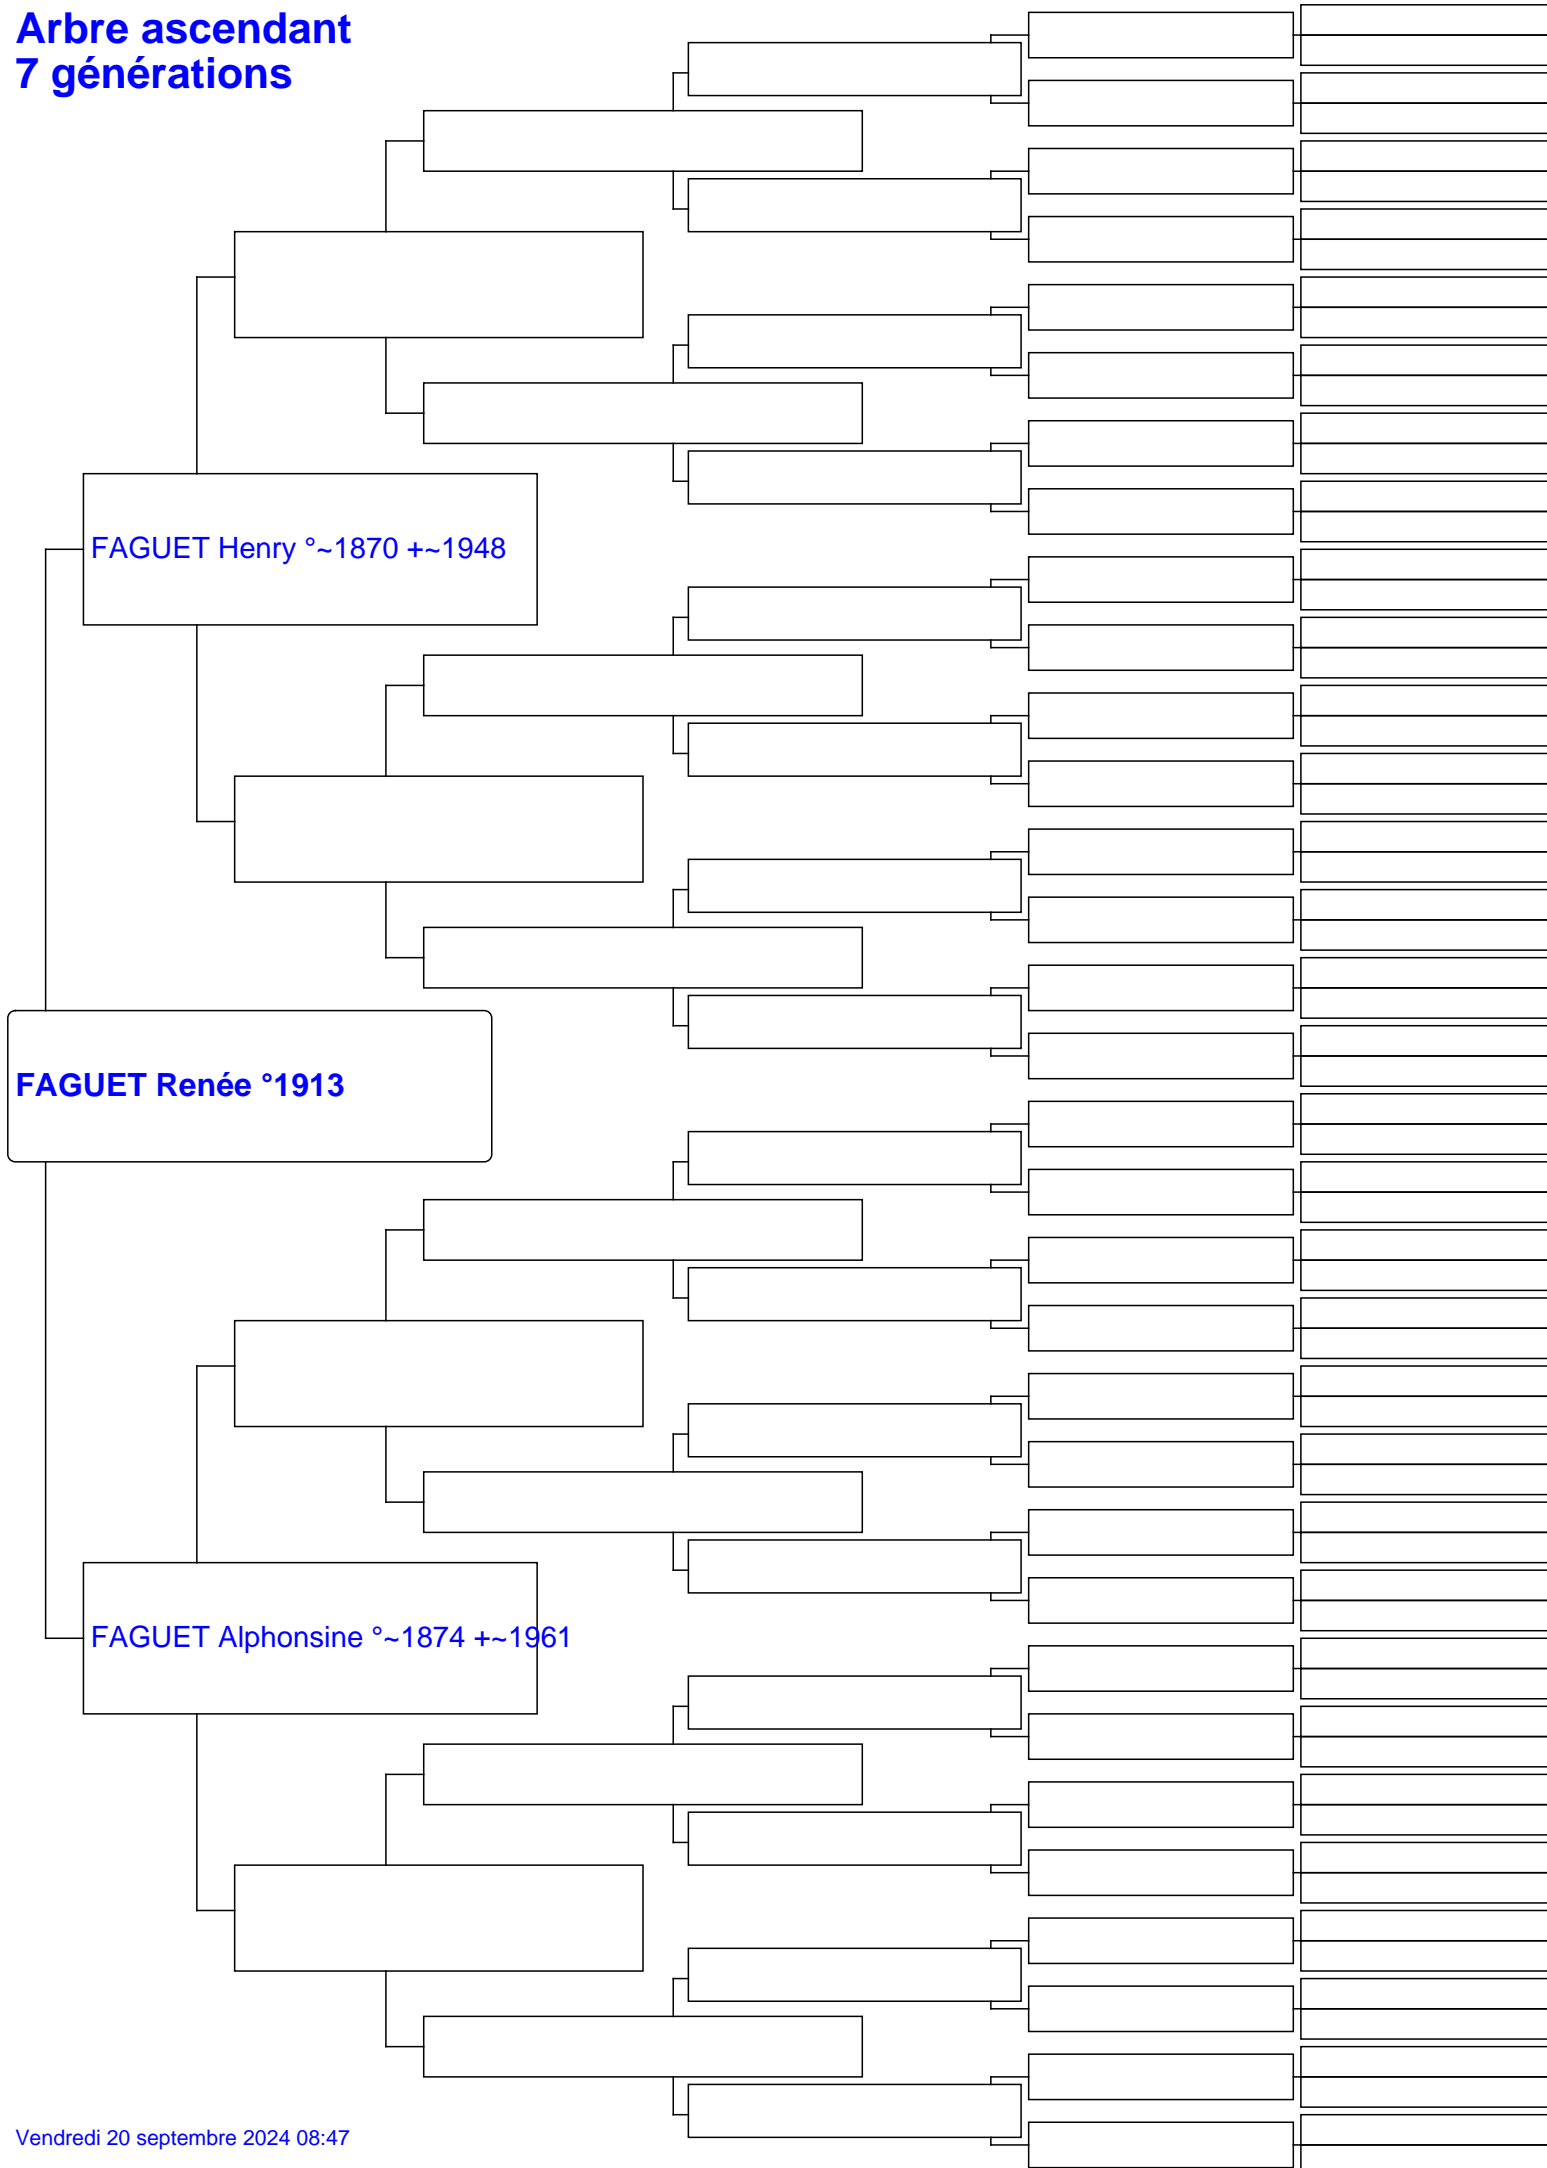 Arbre ascendant
7 générations
FAGUET Henry °~1870 +~1948
FAGUET Renée °1913
FAGUET Alphonsine °~1874 +~1961
Vendredi 20 septembre 2024 08:47